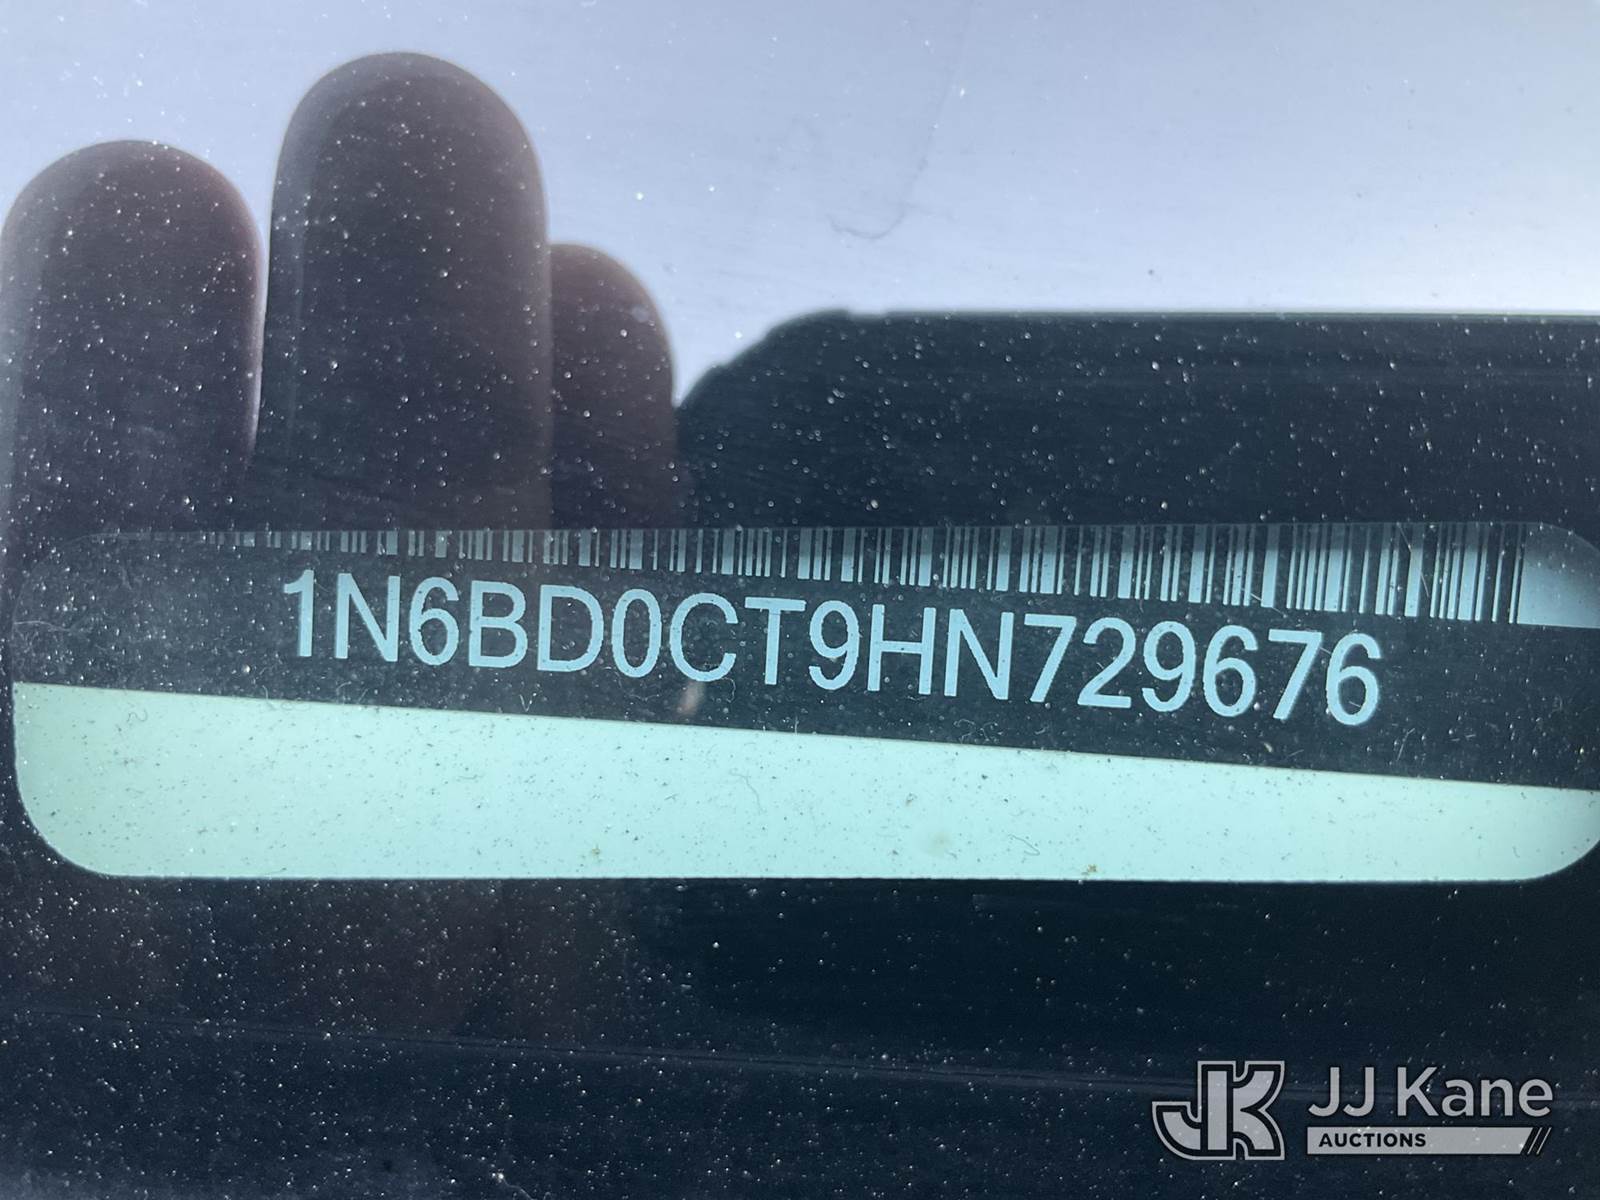 1N6BD0CT9HN729676
JK JJ Kane
AUCTIONS